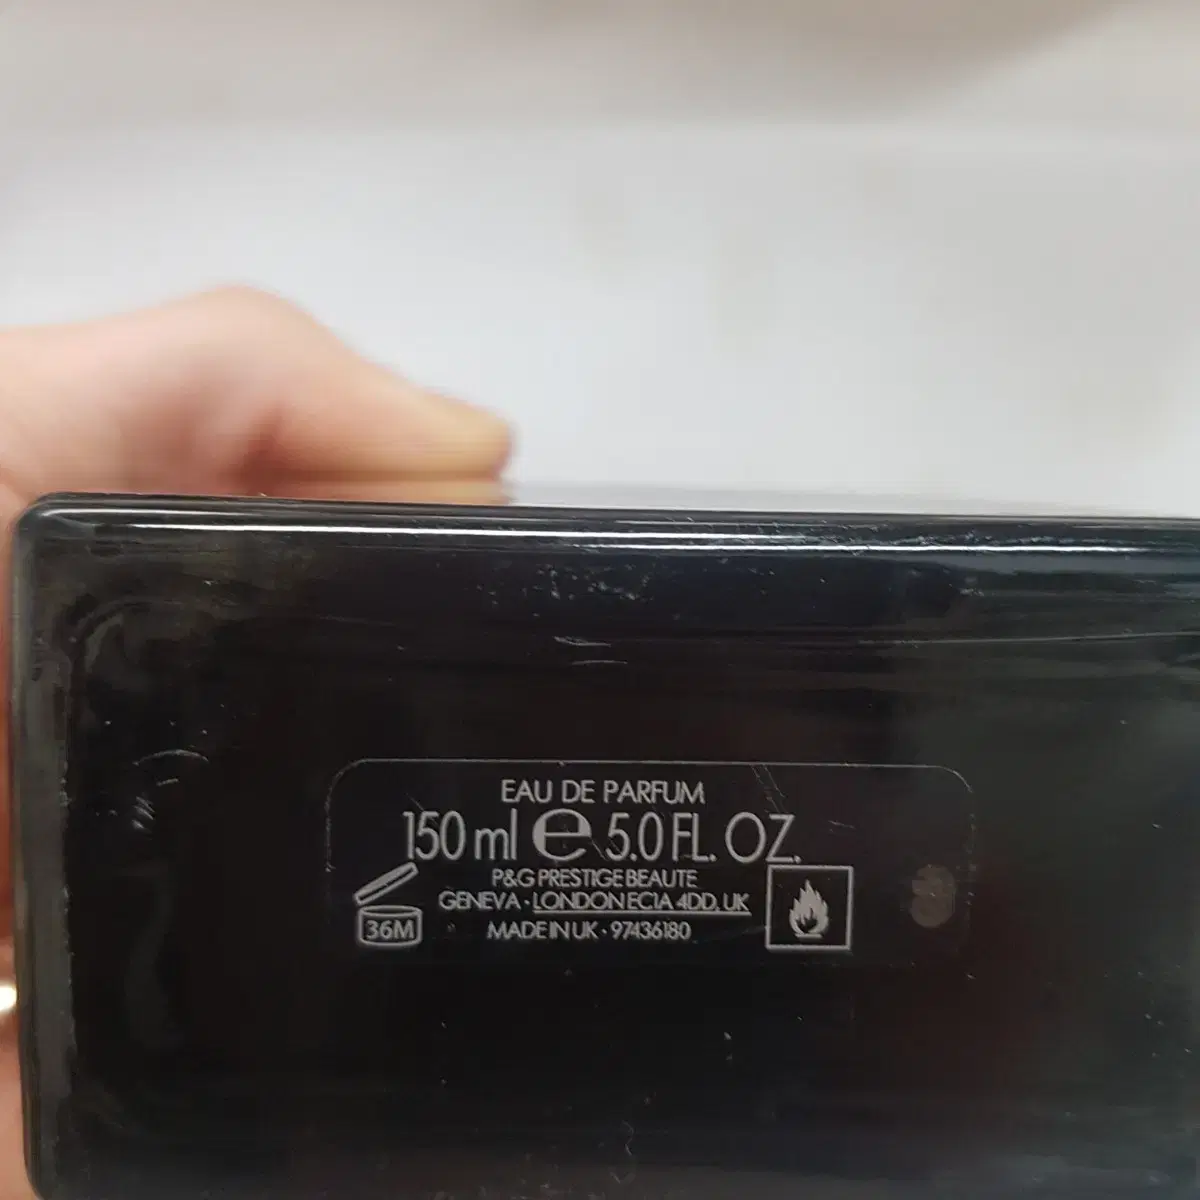 EAU DE PARFUM
150 ml e 5.0 FL. OZ.
P&G PRESTIGE BEAUTE
GENEVA · LONDON EC1A 4DD, UK
36M
MADE IN UK · 97436180